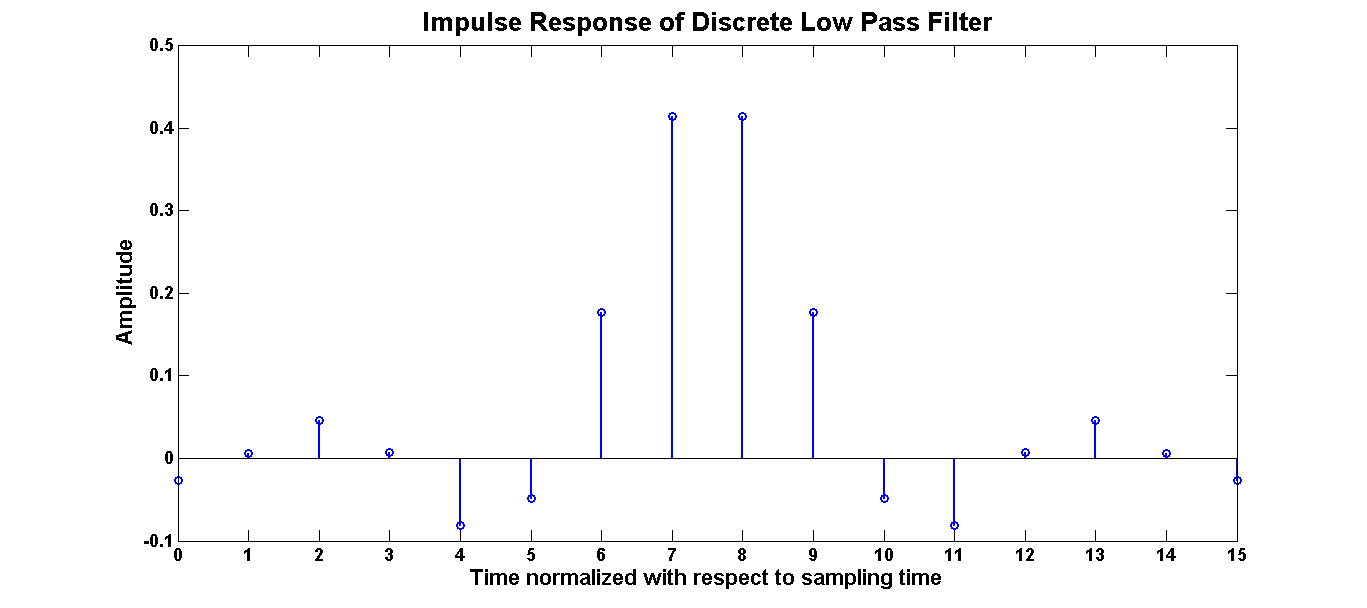 Impulse Response of Discrete Low Pass Filter
0.5
0.4
0.3
0.2
0.1
0
-0.1
Amplitude
0 1 2 3 4 5 6 7 8 9 10 11 12 13 14 15
Time normalized with respect to sampling time